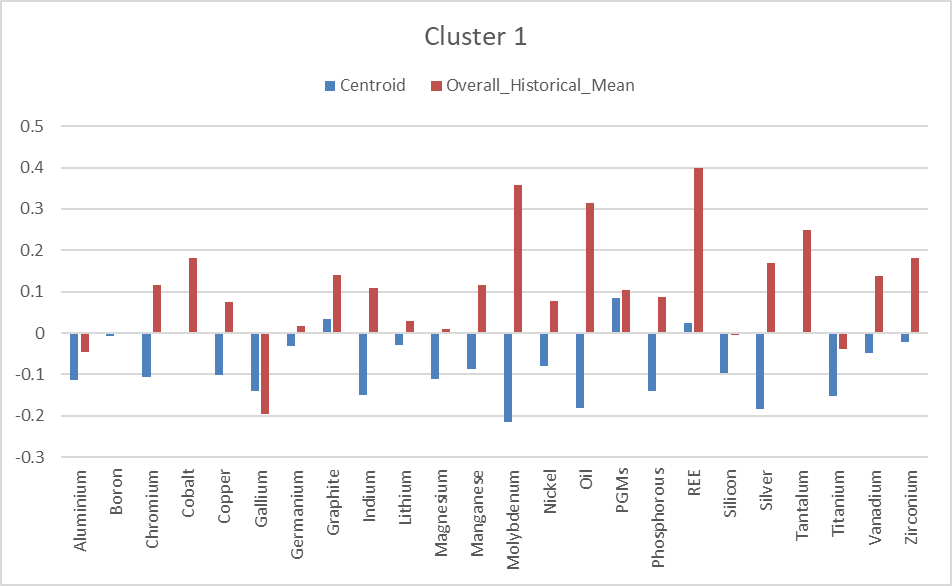 Cluster 1
Centroid Overall_Historical_Mean
0.5
0.4
0.3
0.2
0.1
0
-0.1
-0.2
-0.3
Aluminium
Boron
Chromium
Cobalt
Copper
Gallium
Germanium
Graphite
Indium
Lithium
Magnesium
Manganese
Molybdenum
Nickel
Oil
PGMs
Phosphorous
REE
Silicon
Silver
Tantalum
Titanium
Vanadium
Zirconium